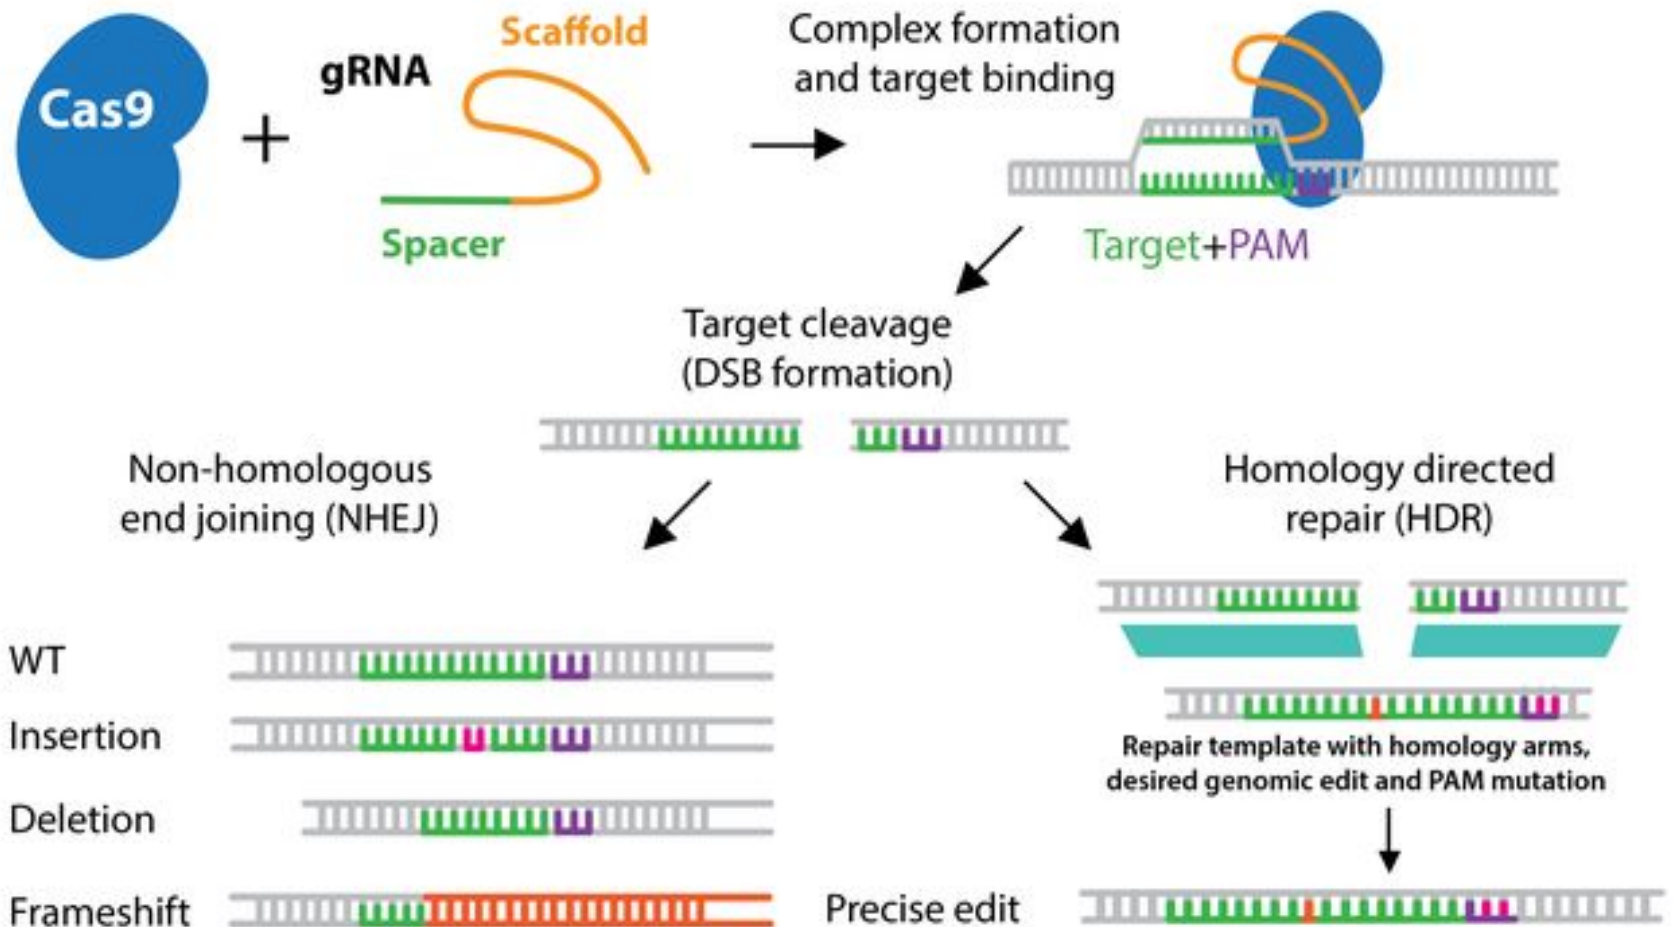 Cas9
+
gRNA
Scaffold
Spacer
Complex formation
and target binding
Target+PAM
Target cleavage
(DSB formation)
Non-homologous
end joining (NHEJ)
WT
Insertion
Deletion
Frameshift
Homology directed
repair (HDR)
Repair template with homology arms,
desired genomic edit and PAM mutation
Precise edit